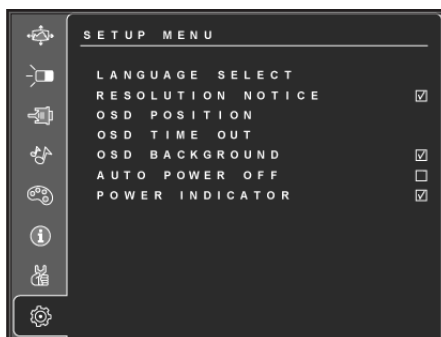 SETUP MENU
LANGUAGE SELECT
RESOLUTION NOTICE ☑
OSD POSITION
OSD TIME OUT
OSD BACKGROUND ☑
AUTO POWER OFF ☐
POWER INDICATOR ☑